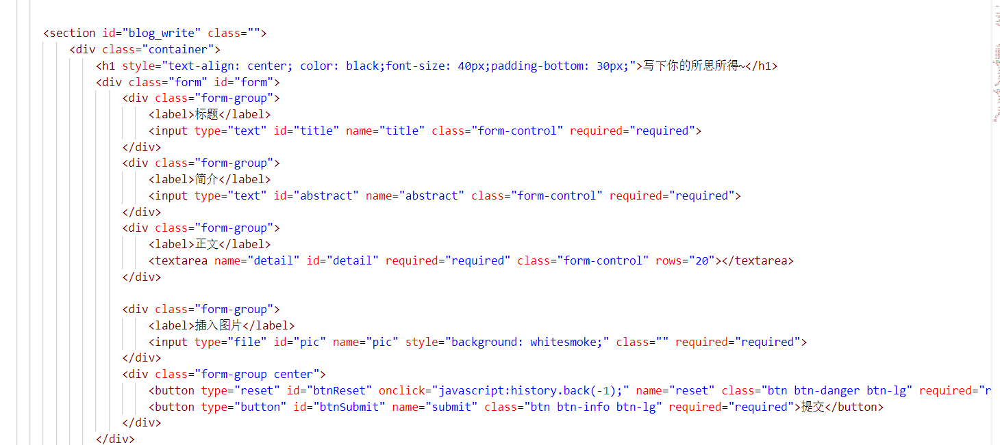 <section id="blog_write" class="">
<div class="container">
<h1 style="text-align: center; color: black;font-size: 40px;padding-bottom: 30px;">写下你的所思所得~</h1>
<div class="form" id="form">
<div class="form-group">
<label>标题</label>
<input type="text" id="title" name="title" class="form-control" required="required">
</div>
<div class="form-group">
<label>简介</label>
<input type="text" id="abstract" name="abstract" class="form-control" required="required">
</div>
<div class="form-group">
<label>正文</label>
<textarea name="detail" id="detail" required="required" class="form-control" rows="20"></textarea>
</div>
<div class="form-group">
<label>插入图片</label>
<input type="file" id="pic" name="pic" style="background: whitesmoke;" class="" required="required">
</div>
<div class="form-group center">
<button type="reset" id="btnReset" onclick="javascript:history.back(-1);" name="reset" class="btn btn-danger btn-lg" required="r
<button type="button" id="btnSubmit" name="submit" class="btn btn-info btn-lg" required="required">提交</button>
</div>
</div>